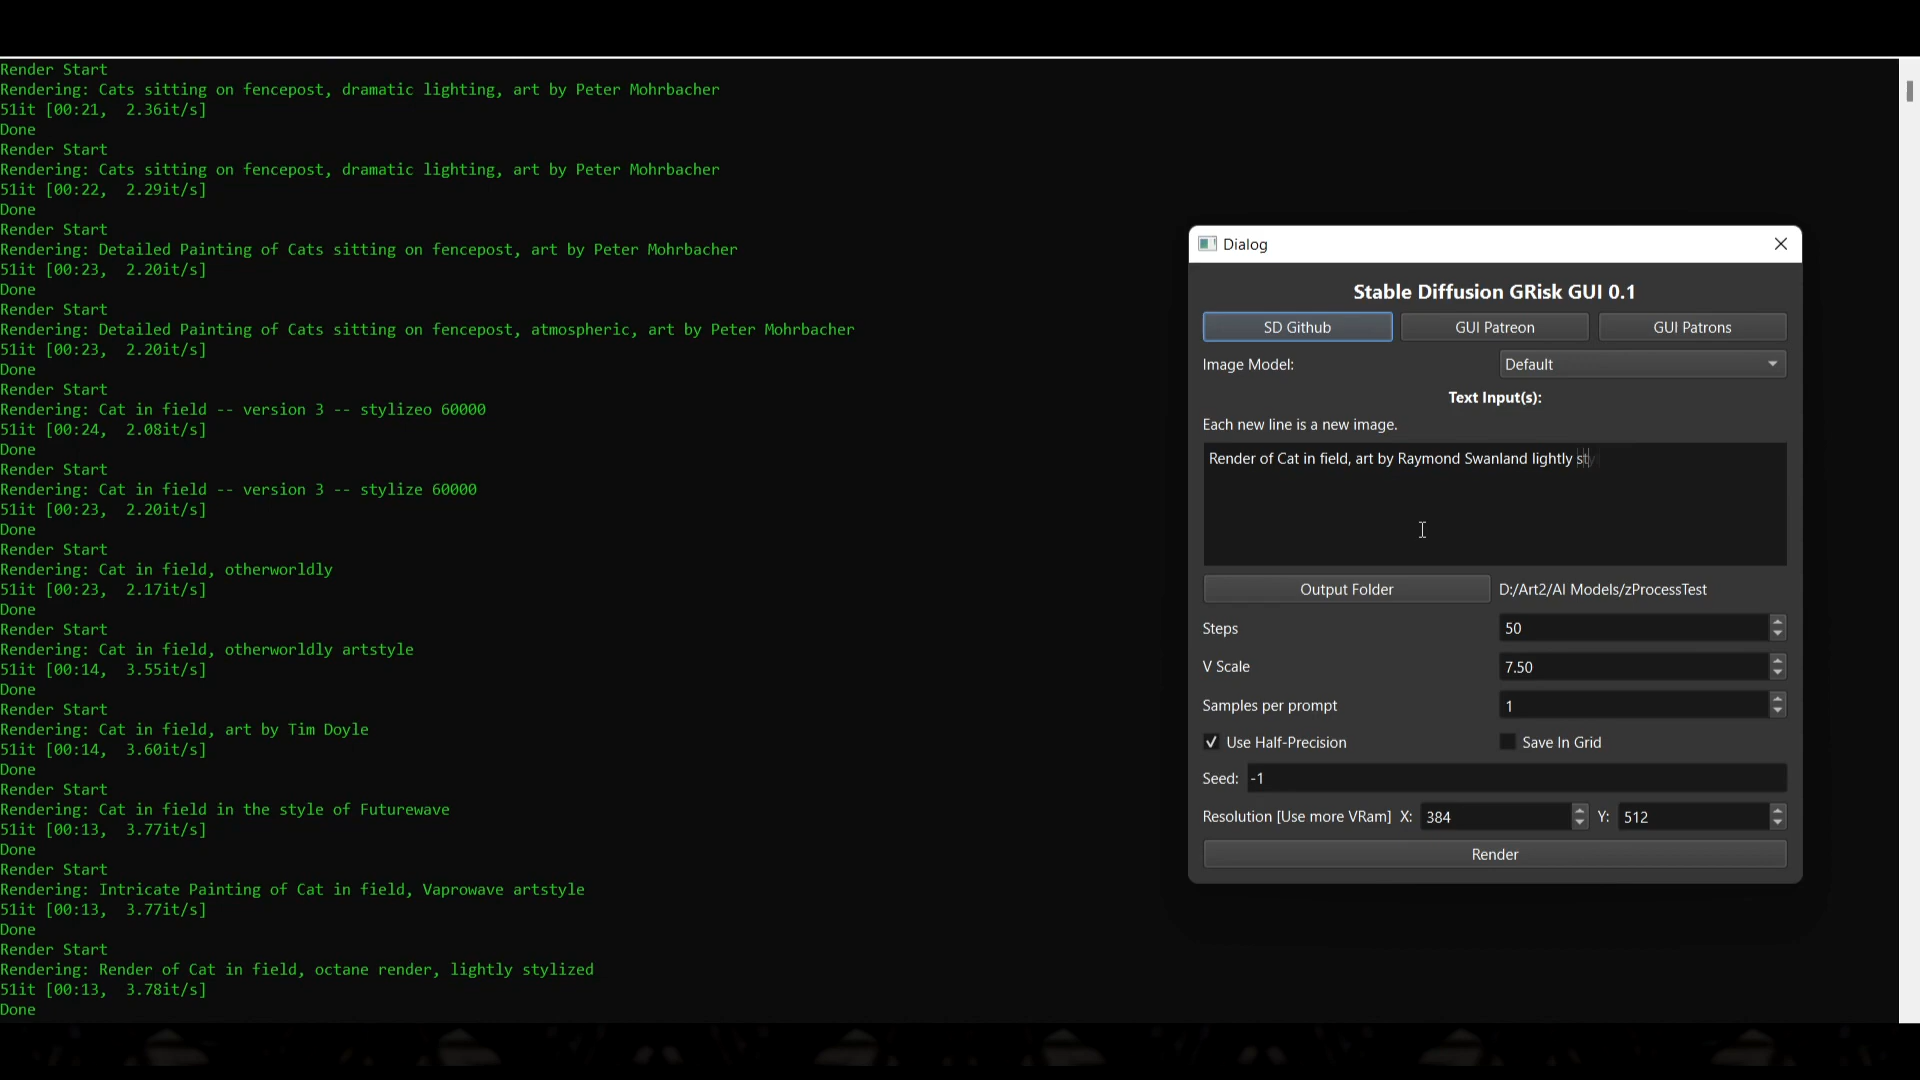 Render Start
Rendering: Cats sitting on fencepost, dramatic lighting, art by Peter Mohrbacher
51it [00:21,  2.36it/s]
Done
Render Start
Rendering: Cats sitting on fencepost, dramatic lighting, art by Peter Mohrbacher
51it [00:22,  2.29it/s]
Done
Render Start
Rendering: Detailed Painting of Cats sitting on fencepost, art by Peter Mohrbacher
51it [00:23,  2.20it/s]
Done
Render Start
Rendering: Detailed Painting of Cats sitting on fencepost, atmospheric, art by Peter Mohrbacher
51it [00:23,  2.20it/s]
Done
Render Start
Rendering: Cat in field -- version 3 -- stylizeo 60000
51it [00:24,  2.08it/s]
Done
Render Start
Rendering: Cat in field -- version 3 -- stylize 60000
51it [00:23,  2.20it/s]
Done
Render Start
Rendering: Cat in field, otherworldly
51it [00:23,  2.17it/s]
Done
Render Start
Rendering: Cat in field, otherworldly artstyle
51it [00:14,  3.55it/s]
Done
Render Start
Rendering: Cat in field, art by Tim Doyle
51it [00:14,  3.60it/s]
Done
Render Start
Rendering: Cat in field in the style of Futurewave
51it [00:13,  3.77it/s]
Done
Render Start
Rendering: Intricate Painting of Cat in field, Vaprowave artstyle
51it [00:13,  3.77it/s]
Done
Render Start
Rendering: Render of Cat in field, octane render, lightly stylized
51it [00:13,  3.78it/s]
Done
Dialog
Stable Diffusion GRisk GUI 0.1
SD Github GUI Patreon GUI Patrons
Image Model: Default
Text Input(s):
Each new line is a new image.
Render of Cat in field, art by Raymond Swanland lightly
Output Folder D:/Art2/AI Models/zProcessTest
Steps 50
V Scale 7.50
Samples per prompt 1
Use Half-Precision Save In Grid
Seed: -1
Resolution [Use more VRam] X: 384 Y: 512
Render